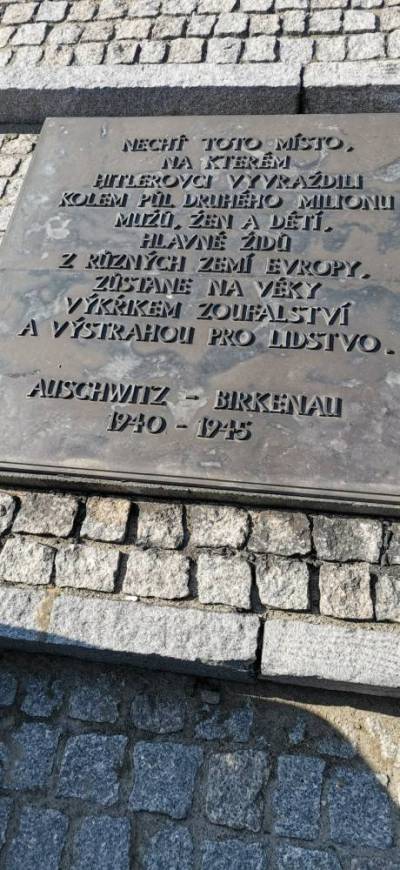 NECHŤ TOTO MÍSTO,
NA KTERÉM
HITLEROVCI VYVRAŽDILI
KOLEM PŮL DRUHÉHO MILIONU
MUŽŮ, ŽEN A DĚTÍ,
HLAVNĚ ŽIDŮ
Z RŮZNÝCH ZEMÍ EVROPY,
ZŮSTANE NA VĚKY
VÝKŘIKEM ZOUFALSTVÍ
A VÝSTRAHOU PRO LIDSTVO.
AUSCHWITZ - BIRKENAU
1940 - 1945